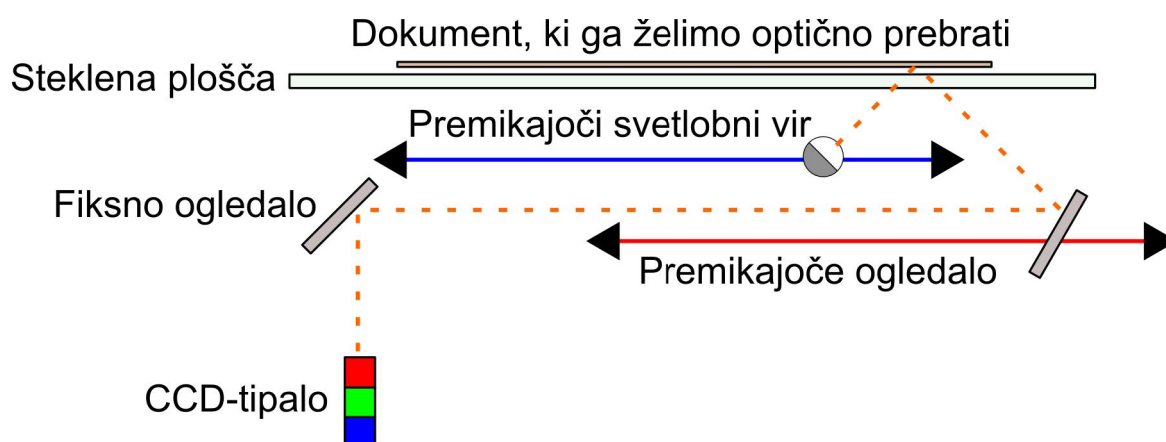 Dokument, ki ga želimo optično prebrati
Steklena plošča
Premikajoči svetlobni vir
Fiksno ogledalo
Premikajoče ogledalo
CCD-tipalo